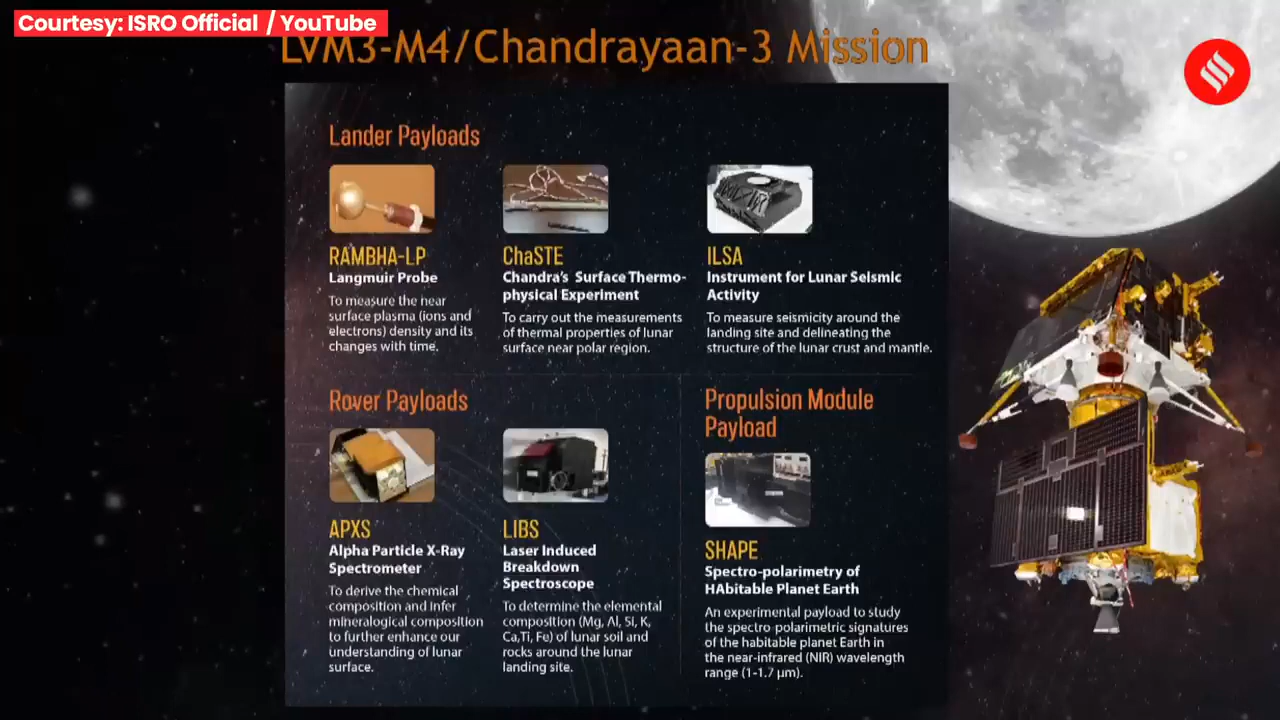 Courtesy: ISRO Official / YouTube
LVM3-M4/Chandrayaan-3 Mission
Lander Payloads
RAMBHA-LP
Langmuir Probe
To measure the near
surface plasma (ions and
electrons) density and its
changes with time.
ChaSTE
Chandra's Surface Thermo-
physical Experiment
To carry out the measurements
of thermal properties of lunar
surface near polar region.
ILSA
Instrument for Lunar Seismic
Activity
To measure seismicity around the
landing site and delineating the
structure of the lunar crust and mantle.
Rover Payloads
APXS
Alpha Particle X-Ray
Spectrometer
To derive the chemical
composition and infer
mineralogical composition
to further enhance our
understanding of lunar
surface.
LIBS
Laser Induced
Breakdown
Spectroscope
To determine the elemental
composition (Mg, Al, Si, K,
Ca,Ti, Fe) of lunar soil and
rocks around the lunar
landing site.
Propulsion Module
Payload
SHAPE
Spectro-polarimetry of
HAbitable Planet Earth
An experimental payload to study
the spectro-polarimetric signatures
of the habitable planet Earth in
the near-infrared (NIR) wavelength
range (1-1.7 μm).